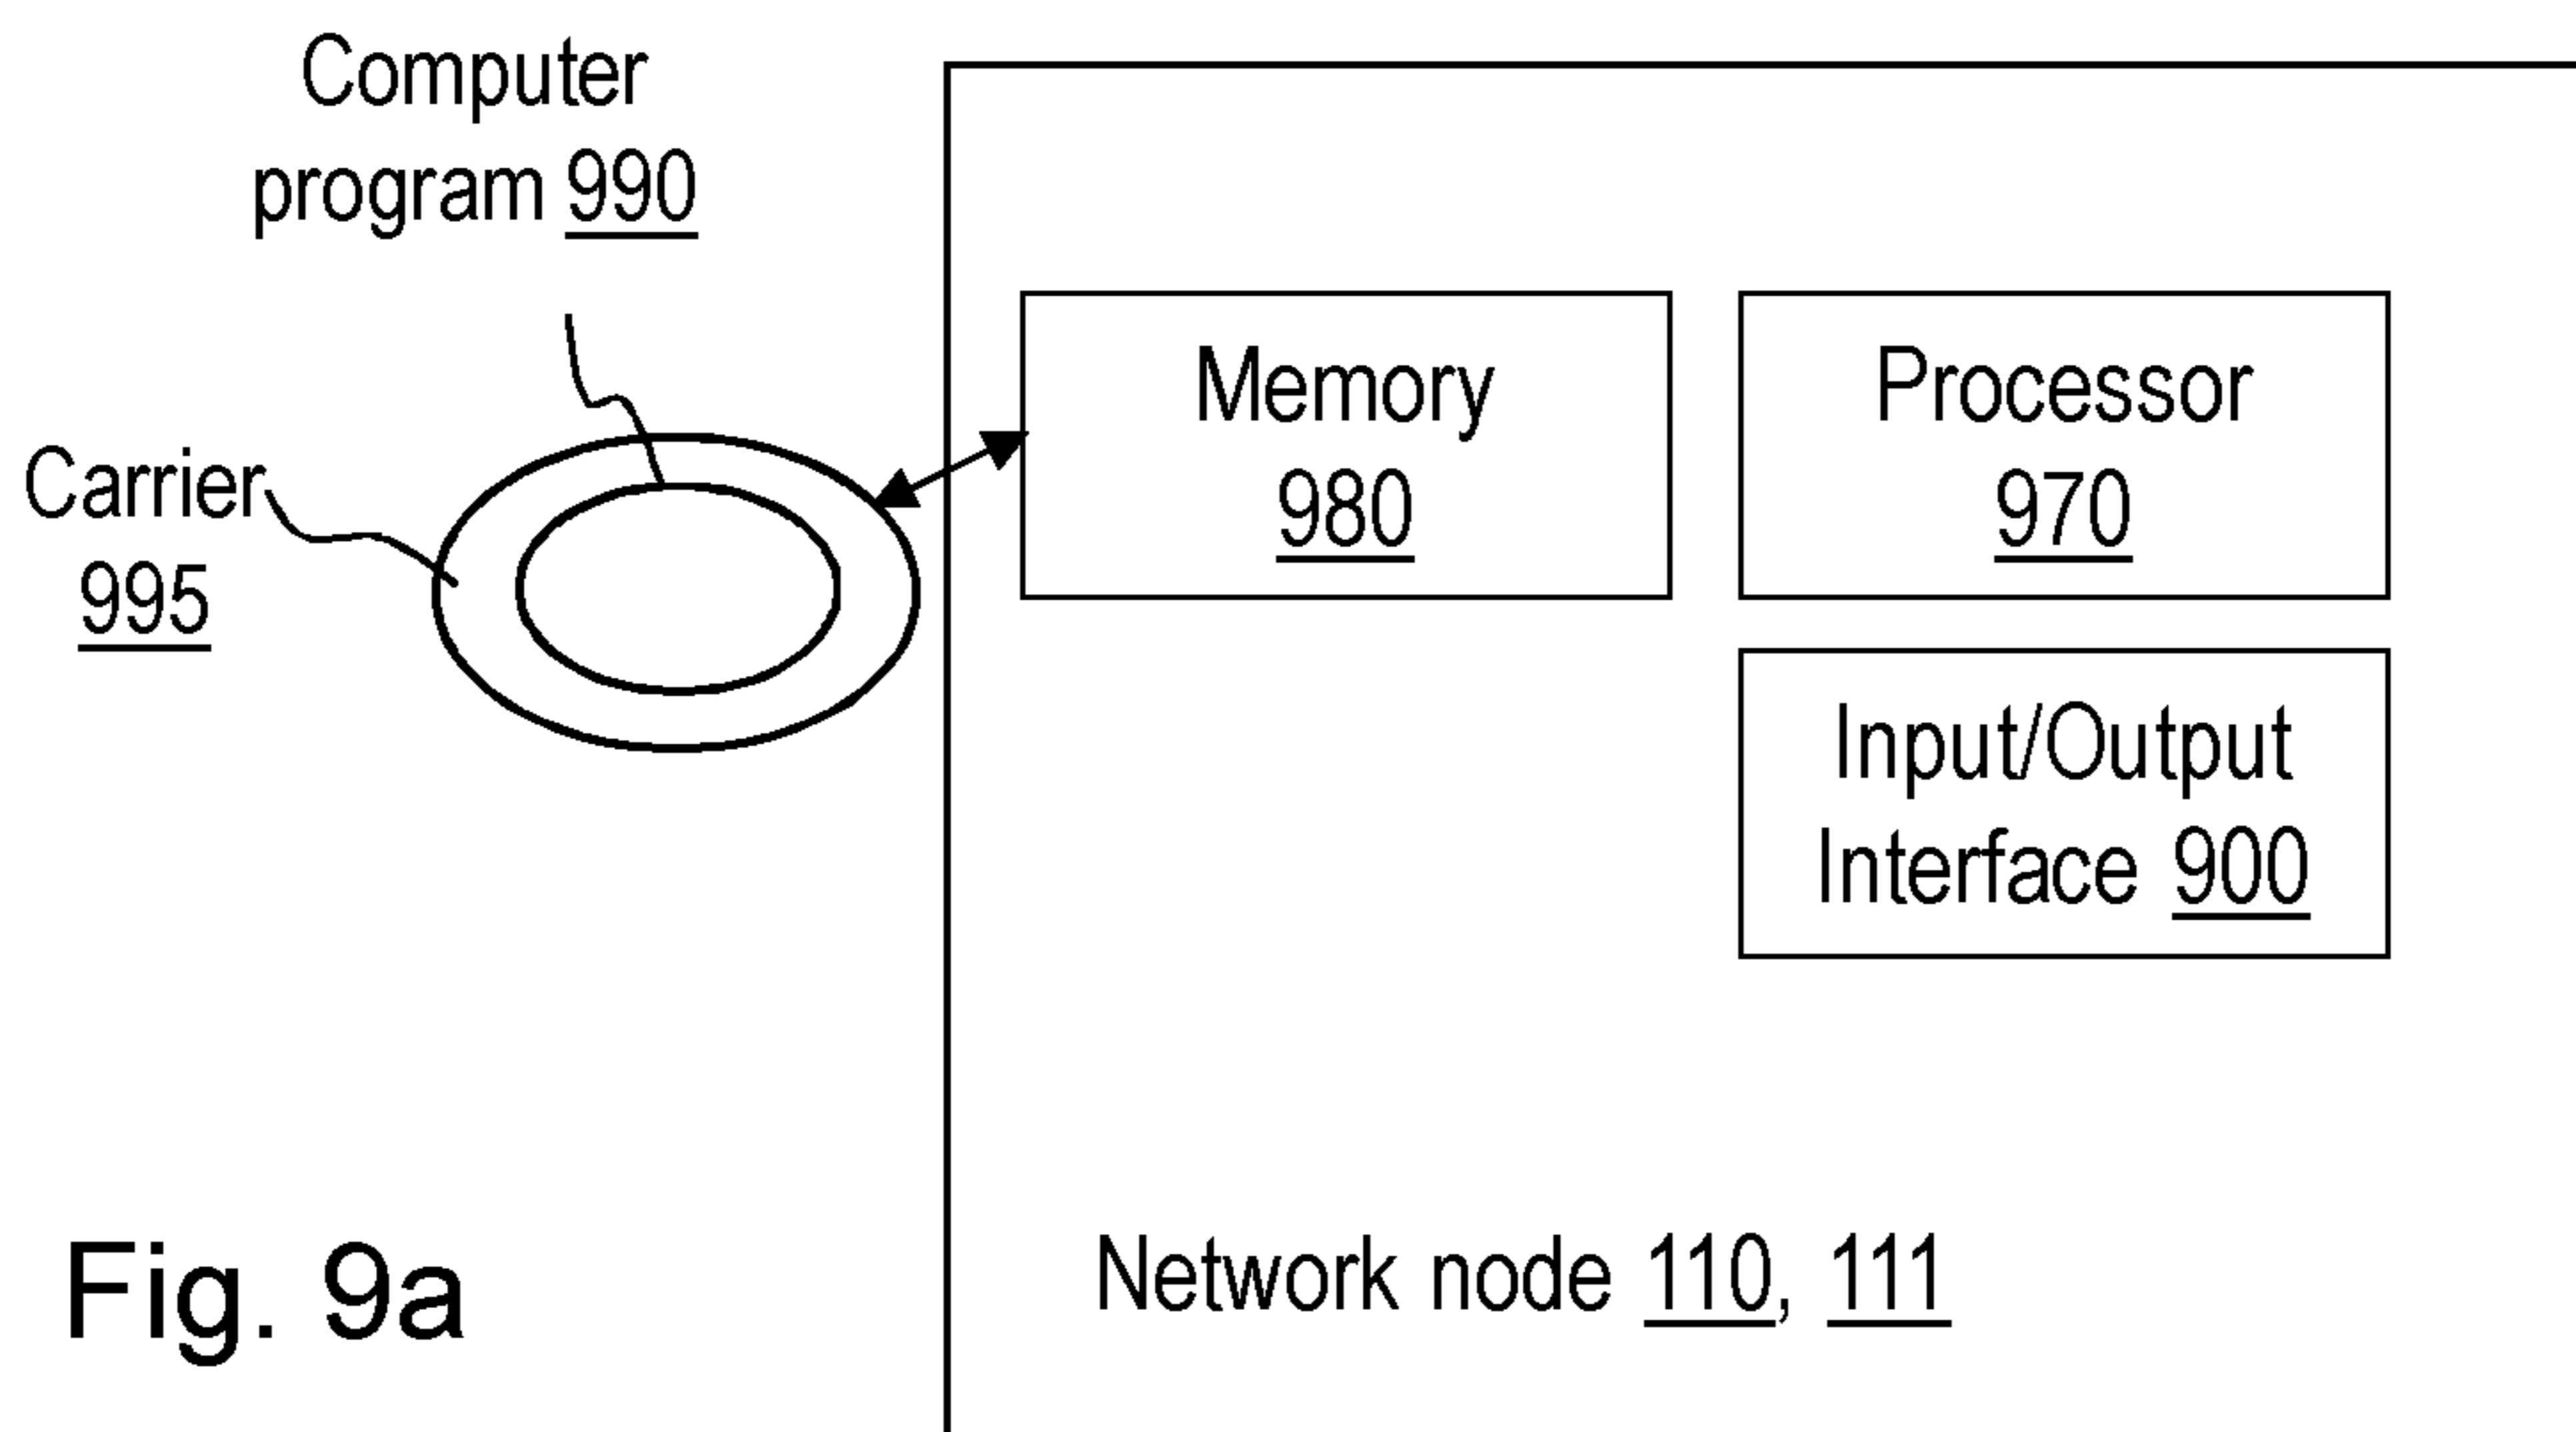 Computer
program 990
Carrier
995
Memory
980
Processor
970
Input/Output
Interface 900
Network node 110, 111
Fig. 9a